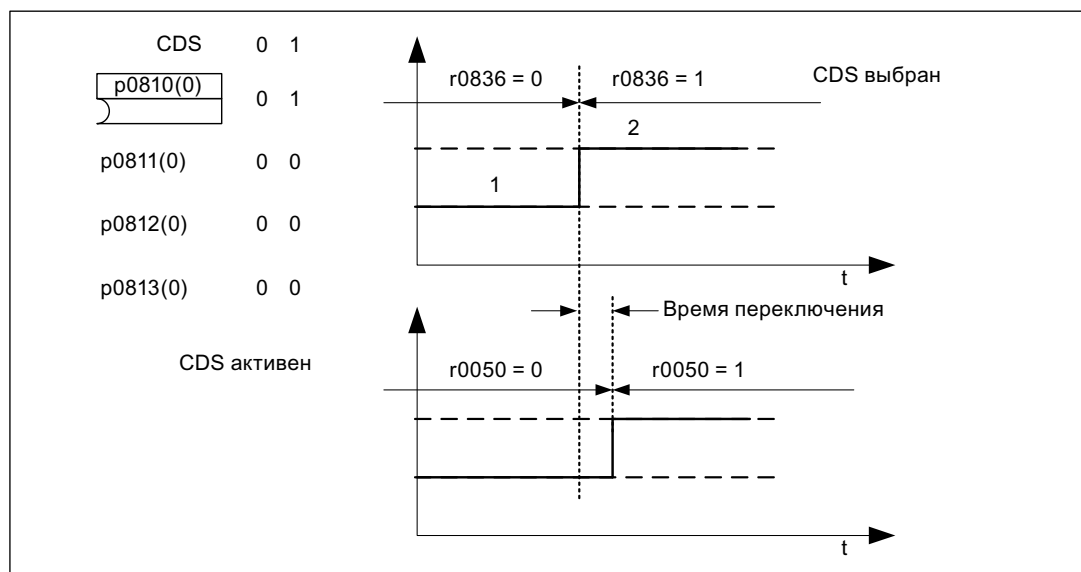 CDS 0 1
p0810(0) 0 1
p0811(0) 0 0
p0812(0) 0 0
p0813(0) 0 0
CDS активен
r0836 = 0 r0836 = 1 CDS выбран
2
1
t
Время переключения
r0050 = 0 r0050 = 1
t